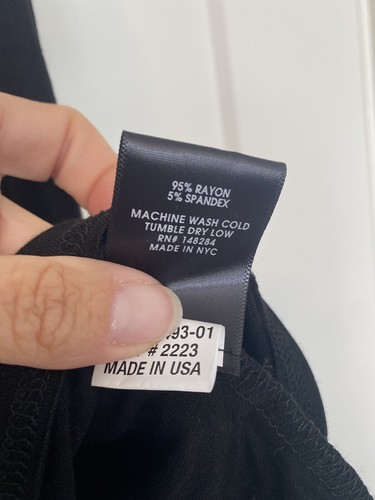 95% RAYON
5% SPANDEX
MACHINE WASH COLD
TUMBLE DRY LOW
RN# 148284
MADE IN NYC
93-01
# 2223
MADE IN USA